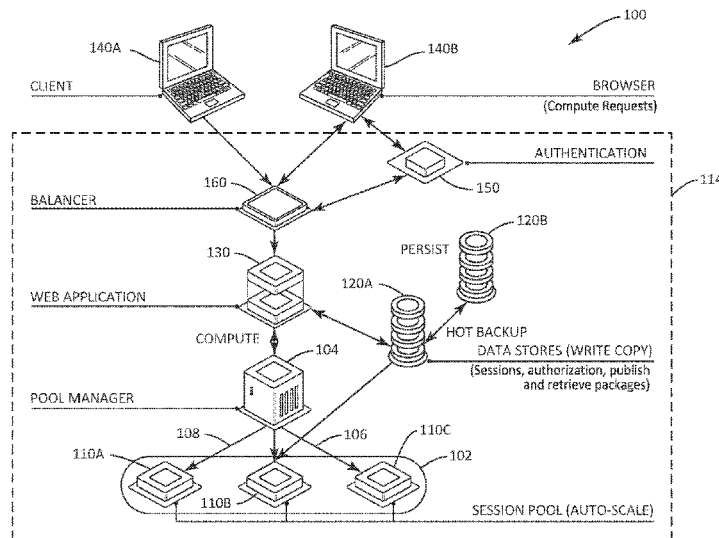 100
140A
140B
CLIENT
BROWSER
(Compute Requests)
AUTHENTICATION
160
150
114
BALANCER
120B
130
PERSIST
120A
WEB APPLICATION
HOT BACKUP
COMPUTE
104
DATA STORES (WRITE COPY)
(Sessions, authorization, publish
and retrieve packages)
POOL MANAGER
108
106
110A
110C
102
110B
SESSION POOL (AUTO-SCALE)